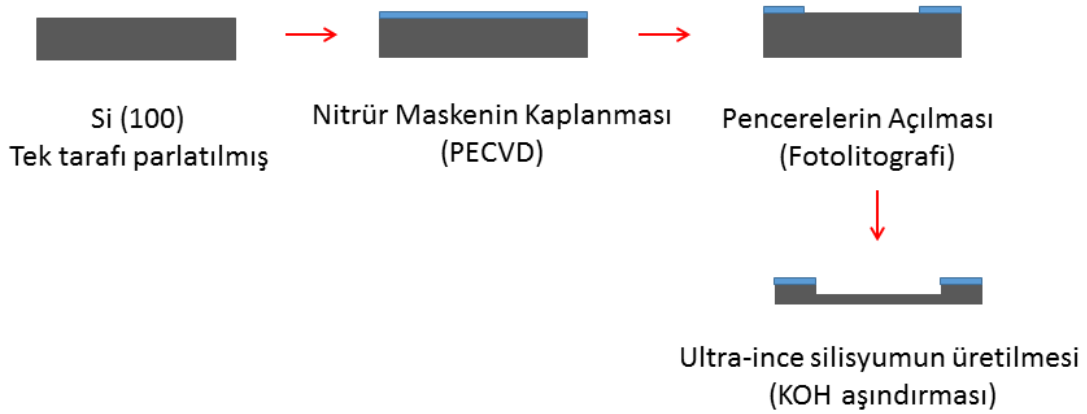 Si (100)
Tek tarafı parlatılmış
Nitrür Maskenin Kaplanması
(PECVD)
Pencerelerin Açılması
(Fotolitografi)
Ultra-ince silisyumun üretilmesi
(KOH aşındırması)